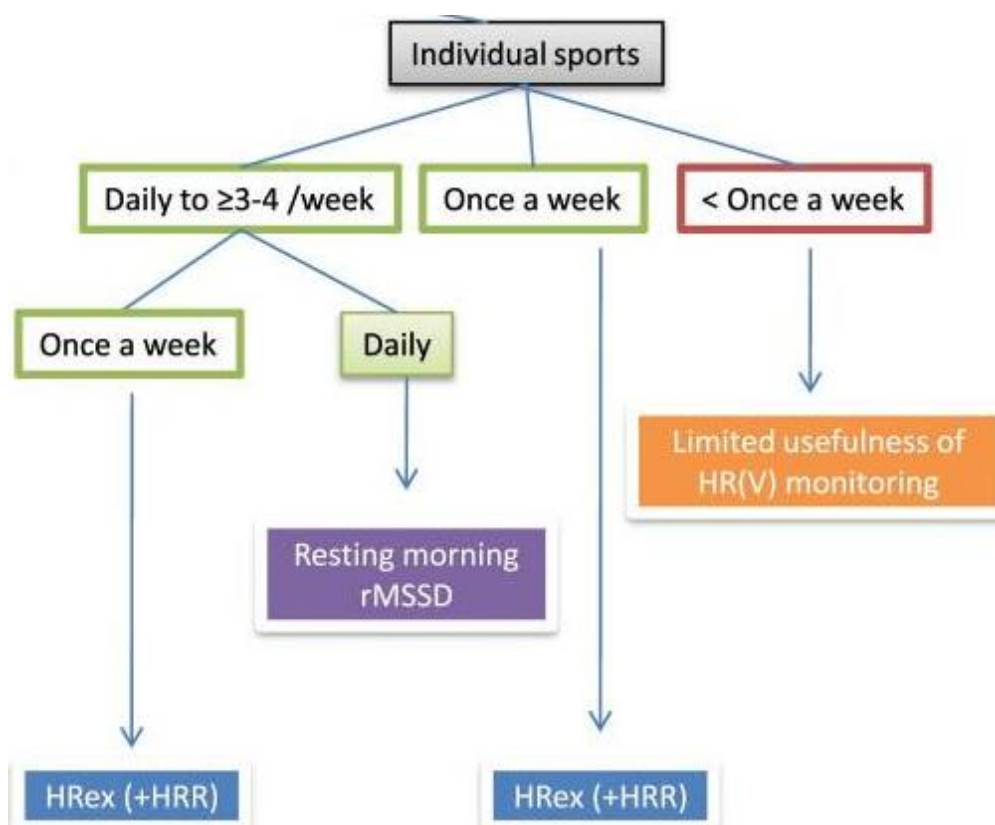 Individual sports
Daily to ≥3-4 /week
Once a week
< Once a week
Once a week
Daily
Limited usefulness of
HR(V) monitoring
Resting morning
rMSSD
HRex (+HRR)
HRex (+HRR)